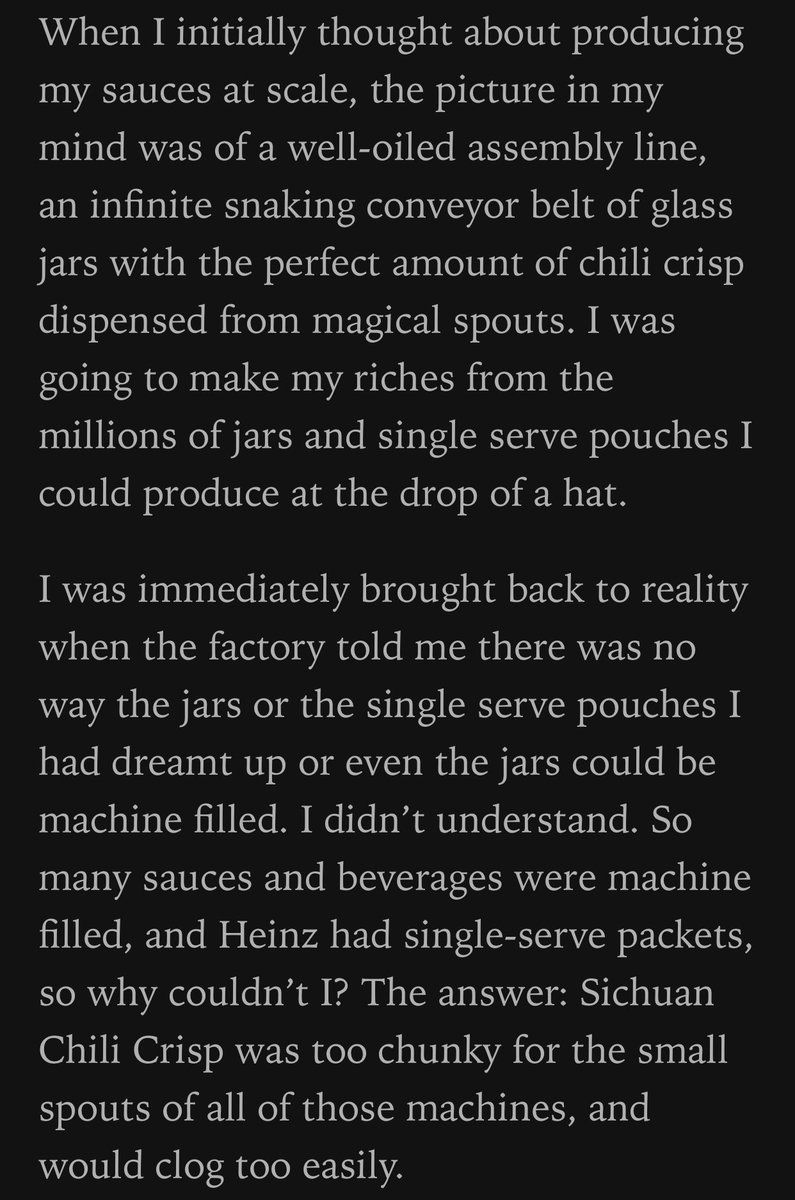 When I initially thought about producing
my sauces at scale, the picture in my
mind was of a well-oiled assembly line,
an infinite snaking conveyor belt of glass
jars with the perfect amount of chili crisp
dispensed from magical spouts. I was
going to make my riches from the
millions of jars and single serve pouches I
could produce at the drop of a hat.
I was immediately brought back to reality
when the factory told me there was no
way the jars or the single serve pouches I
had dreamt up or even the jars could be
machine filled. I didn’t understand. So
many sauces and beverages were machine
filled, and Heinz had single-serve packets,
so why couldn’t I? The answer: Sichuan
Chili Crisp was too chunky for the small
spouts of all of those machines, and
would clog too easily.